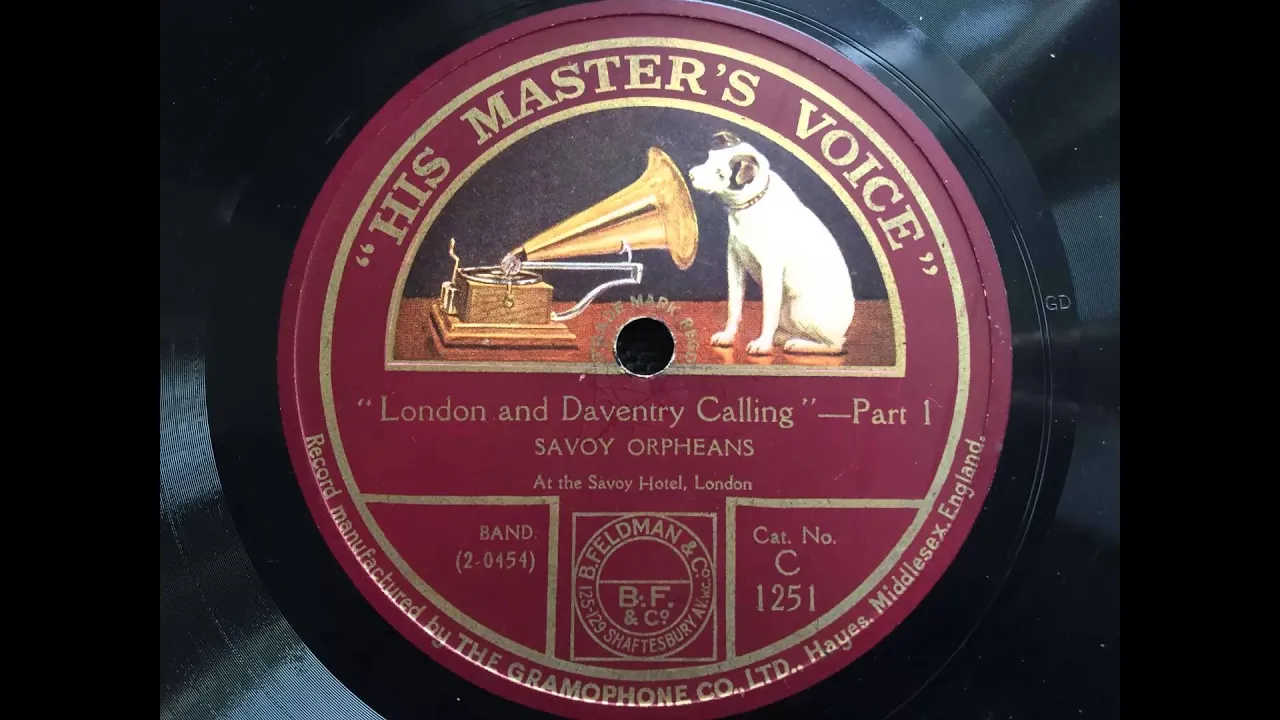 "HIS MASTER'S VOICE"
MARK
GD
"London and Daventry Calling"—Part 1
SAVOY ORPHEANS
At the Savoy Hotel, London
BAND.
(2-0454)
B. FELDMAN & Co.
B.F.
& Co.
125-129 SHAFTESBURY AV. W.C.
Cat. No.
C
1251
Record manufactured by THE GRAMOPHONE CO., LTD., Hayes, Middlesex, England.